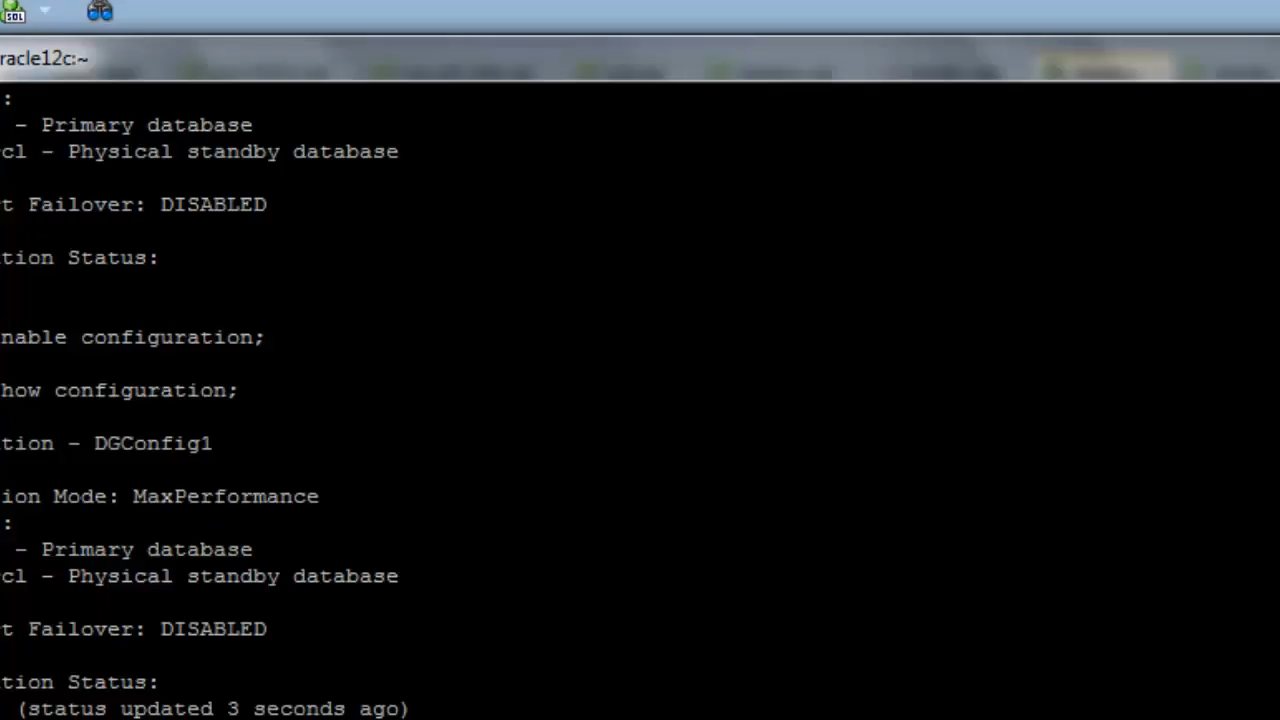 SQL
racle12c:~
:
- Primary database
cl - Physical standby database
t Failover: DISABLED
tion Status:
nable configuration;
how configuration;
tion - DGConfig1
ion Mode: MaxPerformance
:
- Primary database
cl - Physical standby database
t Failover: DISABLED
tion Status:
(status updated 3 seconds ago)